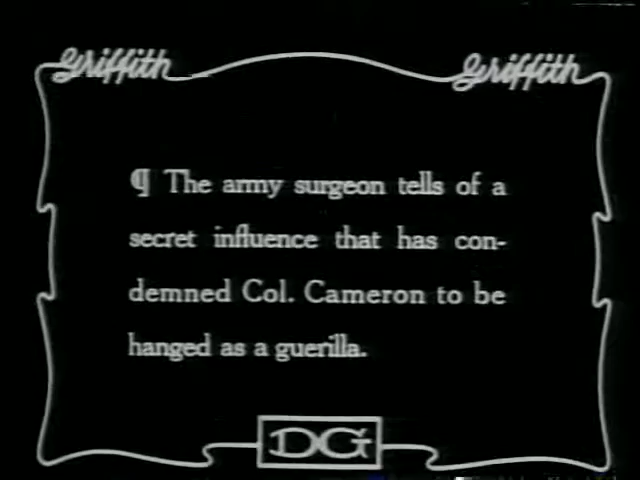 Griffith Griffith
¶ The army surgeon tells of a
secret influence that has con-
demned Col. Cameron to be
hanged as a guerilla.
DG